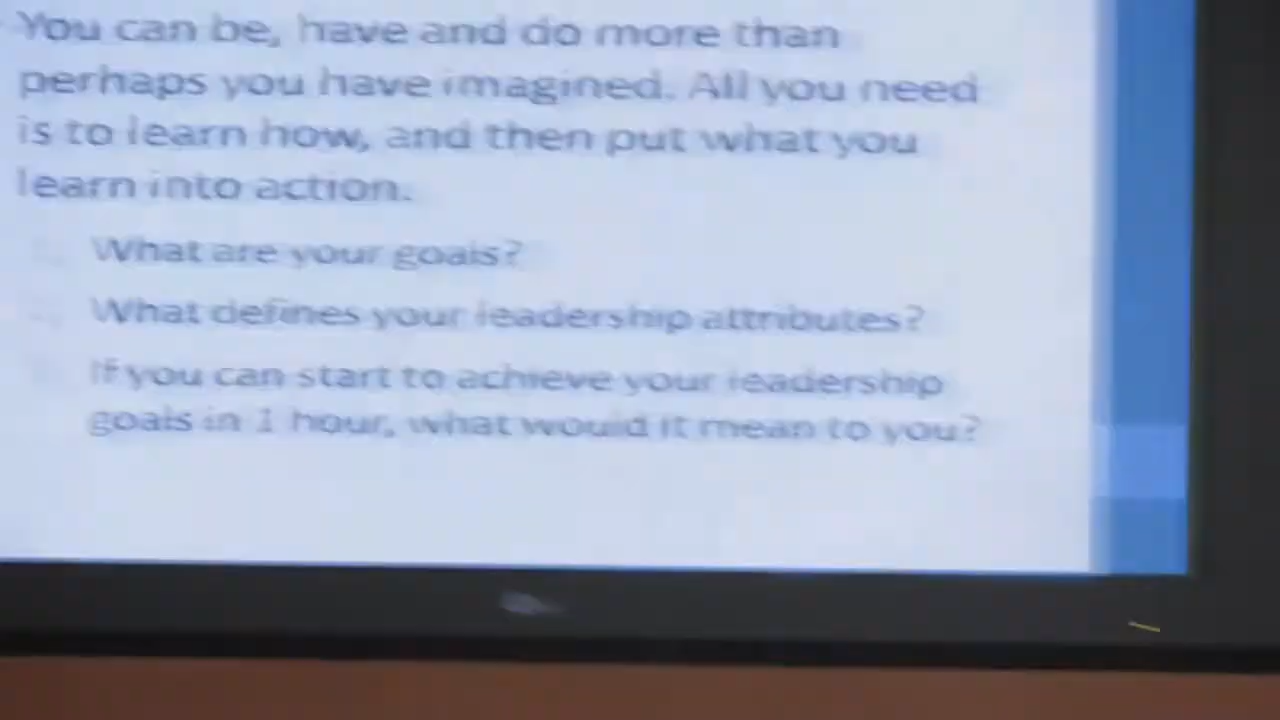 You can be, have and do more than
perhaps you have imagined. All you need
is to learn how, and then put what you
learn into action.
What are your goals?
What defines your leadership attributes?
If you can start to achieve your leadership
goals in 1 hour, what would it mean to you?